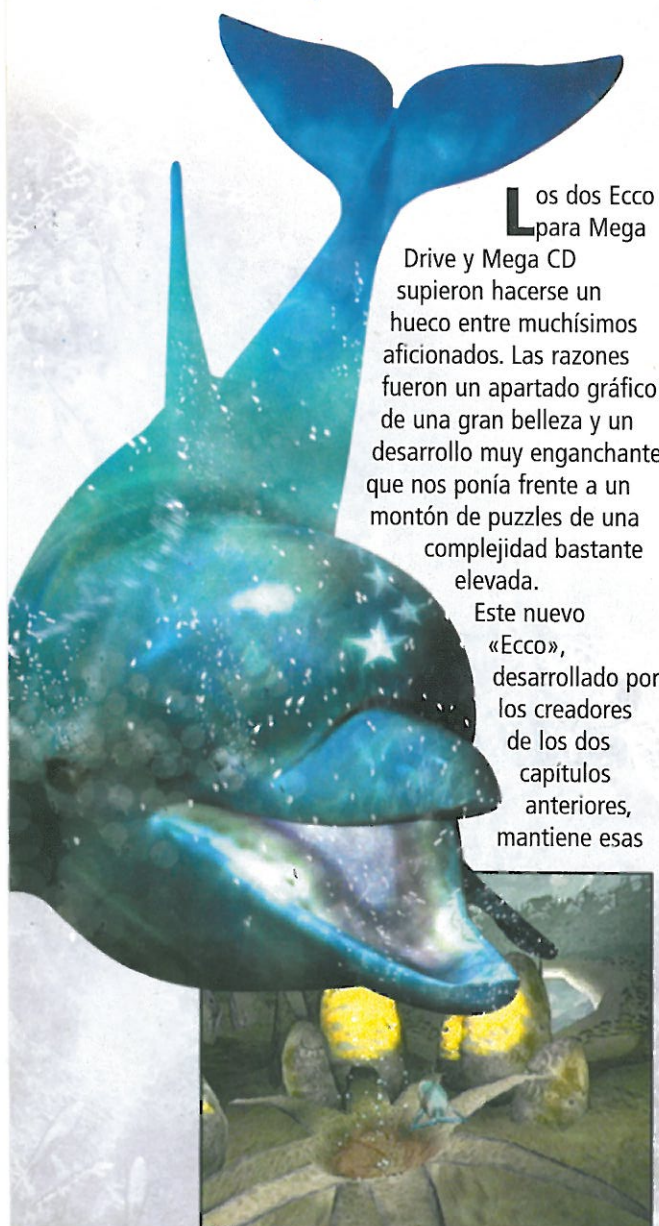 Los dos Ecco
para Mega
Drive y Mega CD
supieron hacerse un
hueco entre muchísimos
aficionados. Las razones
fueron un apartado gráfico
de una gran belleza y un
desarrollo muy enganchante
que nos ponía frente a un
montón de puzzles de una
complejidad bastante
elevada.
Este nuevo
«Ecco»,
desarrollado por
los creadores
de los dos
capítulos
anteriores,
mantiene esas